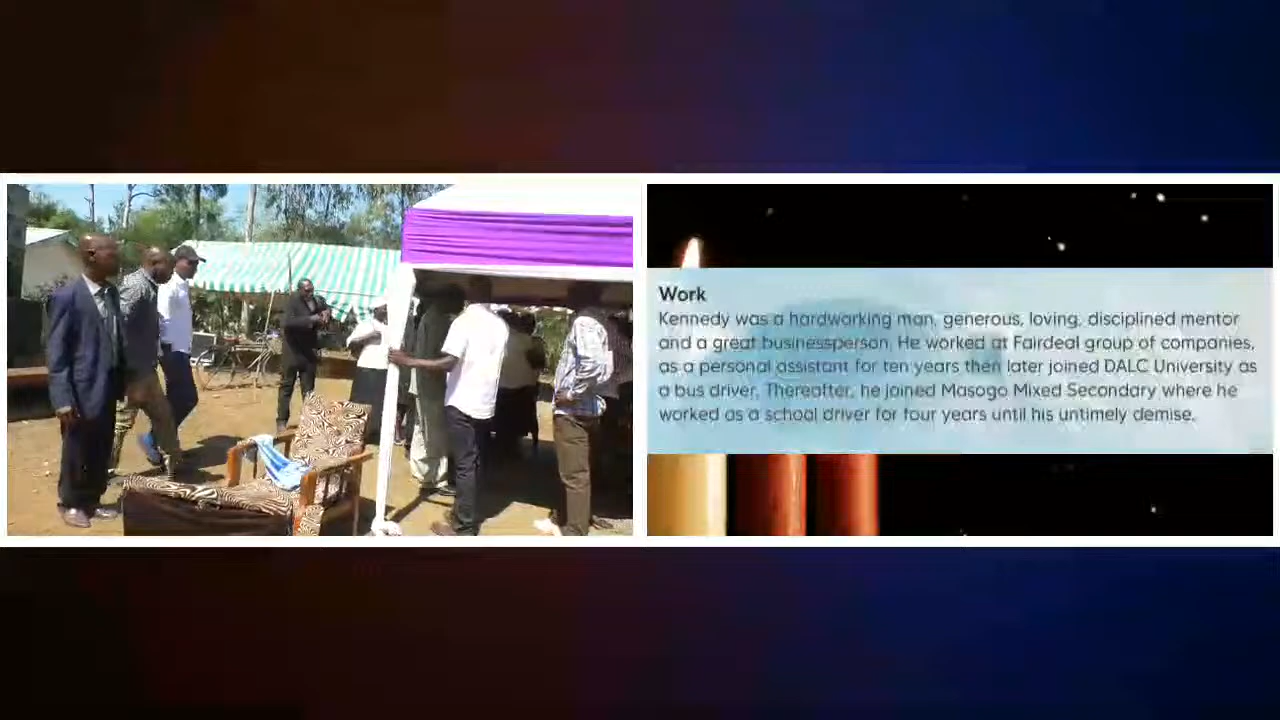 Work
Kennedy was a hardworking man, generous, loving, disciplined mentor
and a great businessperson. He worked at Fairdeal group of companies,
as a personal assistant for ten years then later joined DALC University as
a bus driver. Thereafter, he joined Masogo Mixed Secondary where he
worked as a school driver for four years until his untimely demise.